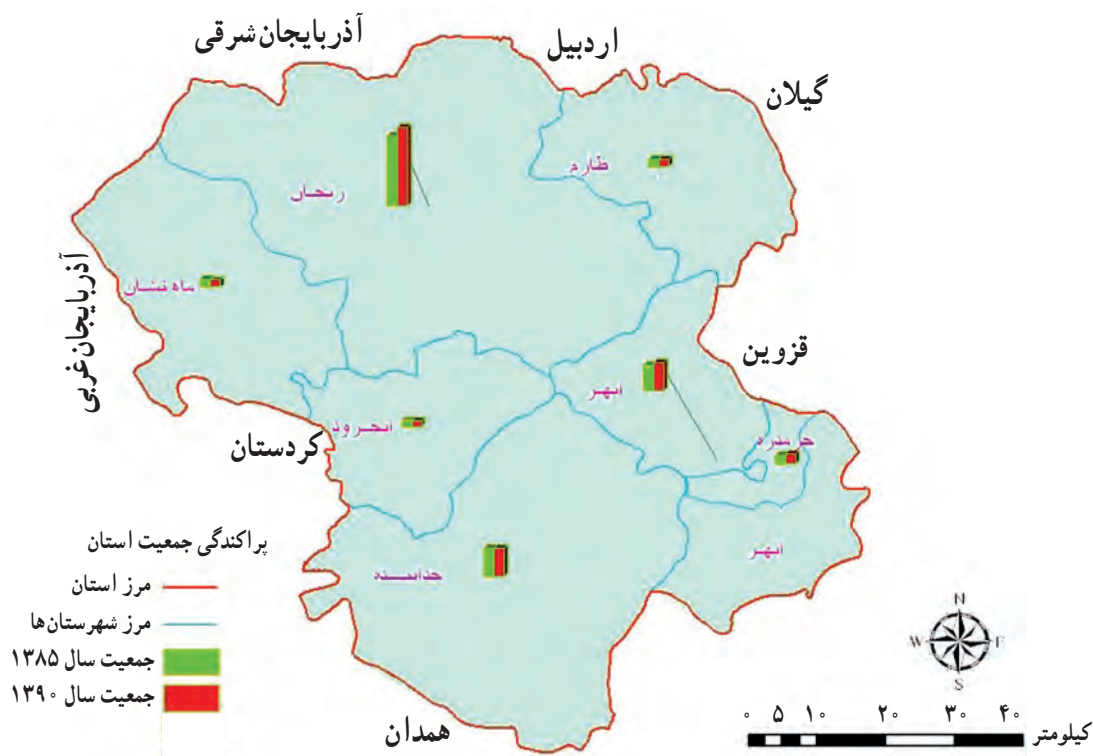 آذربایجان‌شرقی
اردبیل
گیلان
طارم
زنجان
ماه نشان
آذربایجان‌غربی
قزوین
ابهر
ایجرود
خرمدره
کردستان
ابهر
خدابنده
همدان
پراکندگی جمعیت استان
مرز استان
مرز شهرستان‌ها
جمعیت سال ۱۳۸۵
جمعیت سال ۱۳۹۰
N
W E
S
۰ ۵ ۱۰ ۲۰ ۳۰ ۴۰
کیلومتر